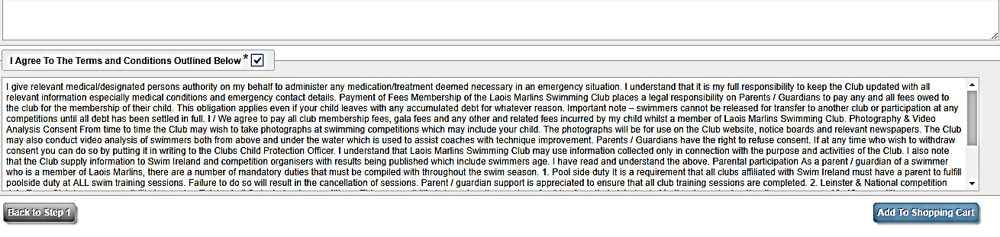 I Agree To The Terms and Conditions Outlined Below *
I give relevant medical/designated persons authority on my behalf to administer any medication/treatment deemed necessary in an emergency situation. I understand that it is my full responsibility to keep the Club updated with all
relevant information especially medical conditions and emergency contact details. Payment of Fees Membership of the Laois Marlins Swimming Club places a legal responsibility on Parents / Guardians to pay any and all fees owed to
the club for the membership of their child. This obligation applies even if your child leaves with any accumulated debt for whatever reason. Important note – swimmers cannot be released for transfer to another club or participation at any
competitions until all debt has been settled in full. I / We agree to pay all club membership fees, gala fees and any other and related fees incurred by my child whilst a member of Laois Marlins Swimming Club. Photography & Video
Analysis Consent From time to time the Club may wish to take photographs at swimming competitions which may include your child. The photographs will be for use on the Club website, notice boards and relevant newspapers. The Club
may also conduct video analysis of swimmers both from above and under the water which is used to assist coaches with technique improvement. Parents / Guardians have the right to refuse consent. If at any time who wish to withdraw
consent you can do so by putting it in writing to the Clubs Child Protection Officer. I understand that Laois Marlins Swimming Club may use information collected only in connection with the purpose and activities of the Club. I also note
that the Club supply information to Swim Ireland and competition organisers with results being published which include swimmers age. I have read and understand the above. Parental participation As a parent / guardian of a swimmer
who is a member of Laois Marlins, there are a number of mandatory duties that must be compiled with throughout the swim season. 1. Pool side duty It is a requirement that all clubs affiliated with Swim Ireland must have a parent to fulfill
poolside duty at ALL swim training sessions. Failure to do so will result in the cancellation of sessions. Parent / guardian support is appreciated to ensure that all club training sessions are completed. 2. Leinster & National competition
Back to Step 1
Add To Shopping Cart